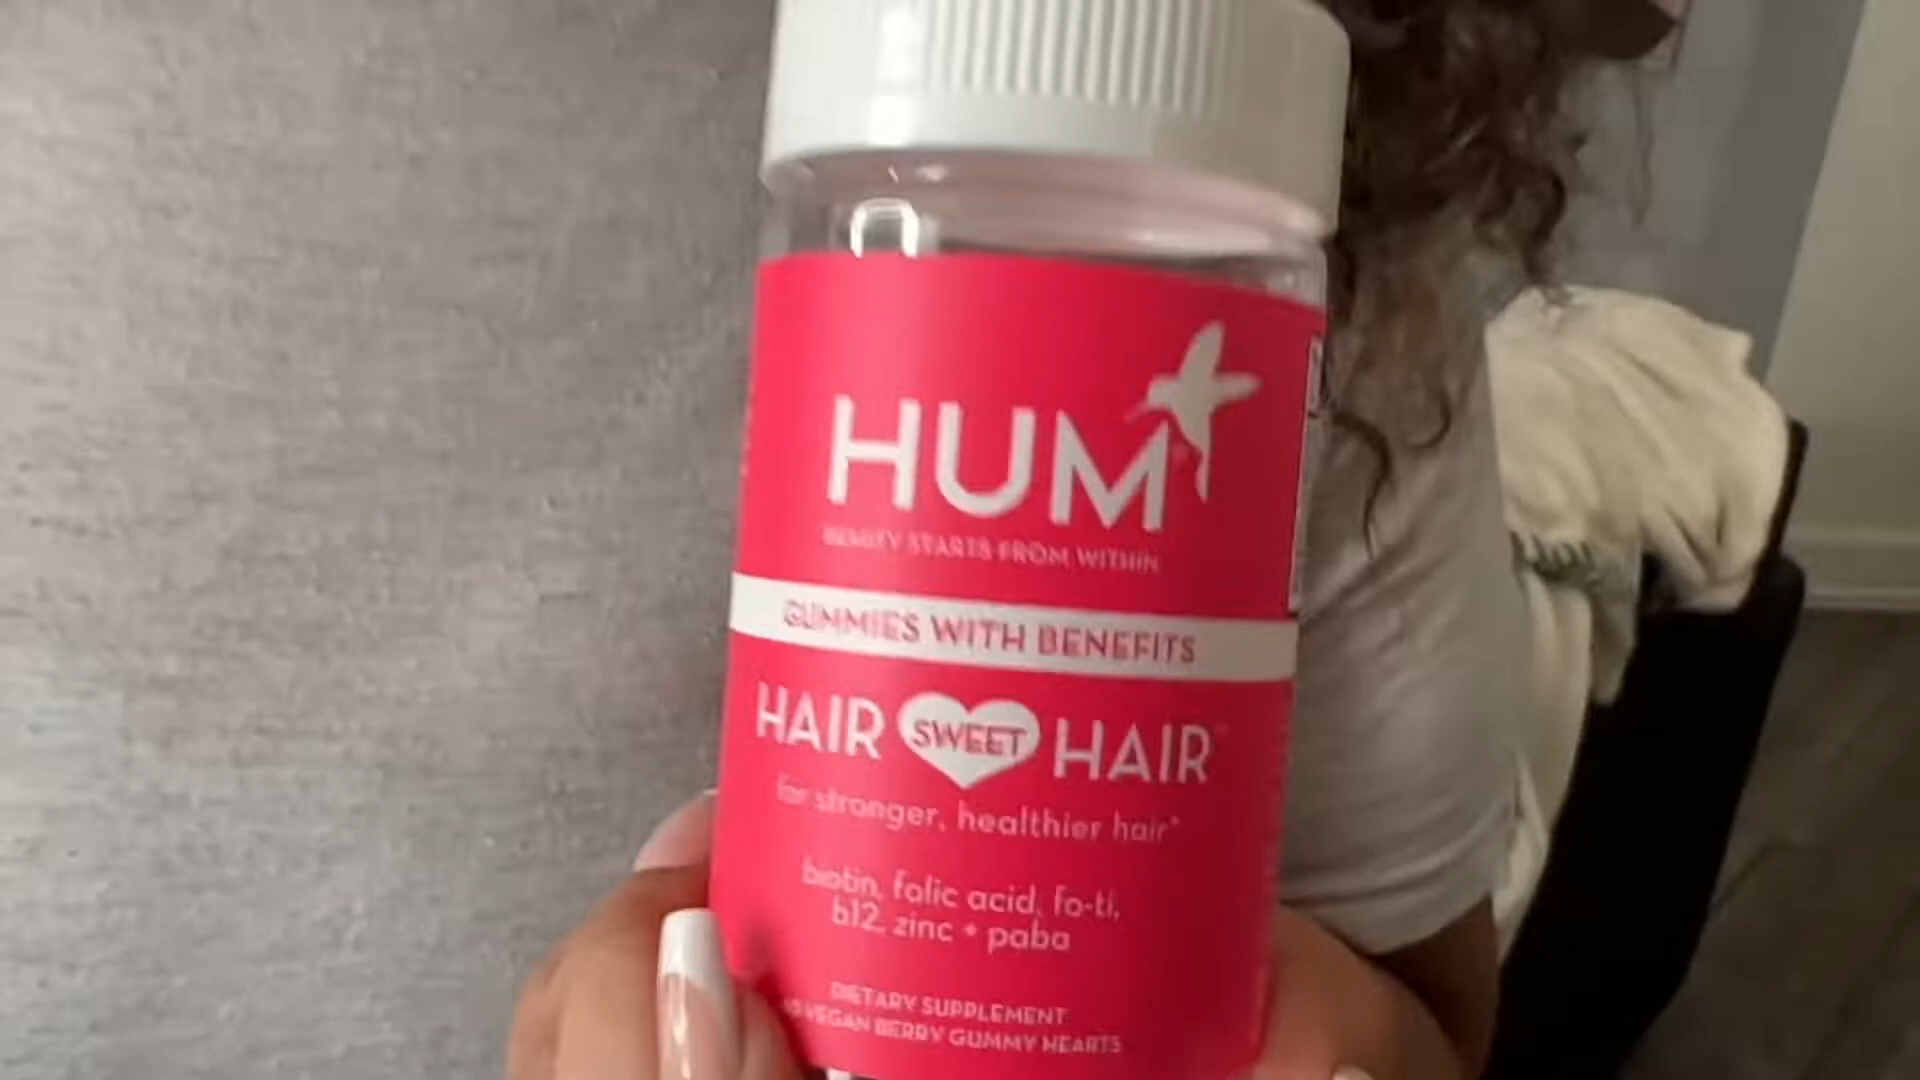 HUM
BEAUTY STARTS FROM WITHIN
GUMMIES WITH BENEFITS
HAIR SWEET HAIR
for stronger, healthier hair*
biotin, folic acid, fo-ti,
b12, zinc + paba
DIETARY SUPPLEMENT
VEGAN BERRY GUMMY HEARTS